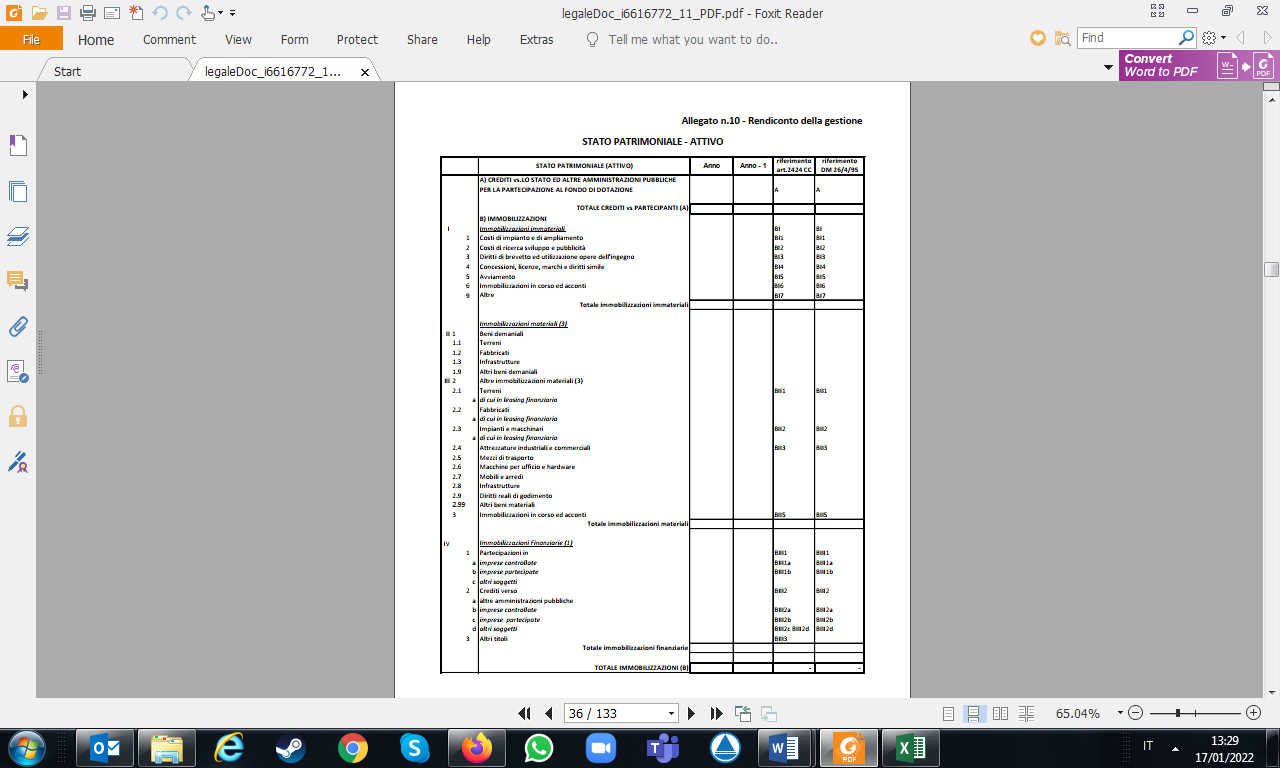 legaleDoc_i6616772_11_PDF.pdf - Foxit Reader
File Home Comment View Form Protect Share Help Extras Tell me what you want to do.. Find
Start legaleDoc_i6616772_1... Convert
Word to PDF
Allegato n.10 - Rendiconto della gestione
STATO PATRIMONIALE - ATTIVO
STATO PATRIMONIALE (ATTIVO) Anno Anno - 1 riferimento art.2424 CC riferimento DM 26/4/95
A) CREDITI vs.LO STATO ED ALTRE AMMINISTRAZIONI PUBBLICHE
PER LA PARTECIPAZIONE AL FONDO DI DOTAZIONE A A
TOTALE CREDITI vs PARTECIPANTI (A)
B) IMMOBILIZZAZIONI
I Immobilizzazioni immateriali BI BI
1 Costi di impianto e di ampliamento BI1 BI1
2 Costi di ricerca sviluppo e pubblicità BI2 BI2
3 Diritti di brevetto ed utilizzazione opere dell'ingegno BI3 BI3
4 Concessioni, licenze, marchi e diritti simile BI4 BI4
5 Avviamento BI5 BI5
6 Immobilizzazioni in corso ed acconti BI6 BI6
9 Altre BI7 BI7
Totale immobilizzazioni immateriali
Immobilizzazioni materiali (3)
II 1 Beni demaniali
1.1 Terreni
1.2 Fabbricati
1.3 Infrastrutture
1.9 Altri beni demaniali
III 2 Altre immobilizzazioni materiali (3)
2.1 Terreni BII1 BII1
a di cui in leasing finanziario
2.2 Fabbricati
a di cui in leasing finanziario
2.3 Impianti e macchinari BII2 BII2
a di cui in leasing finanziario
2.4 Attrezzature industriali e commerciali BII3 BII3
2.5 Mezzi di trasporto
2.6 Macchine per ufficio e hardware
2.7 Mobili e arredi
2.8 Infrastrutture
2.9 Diritti reali di godimento
2.99 Altri beni materiali
3 Immobilizzazioni in corso ed acconti BII5 BII5
Totale immobilizzazioni materiali
IV Immobilizzazioni Finanziarie (1)
1 Partecipazioni in BIII1 BIII1
a imprese controllate BIII1a BIII1a
b imprese partecipate BIII1b BIII1b
c altri soggetti
2 Crediti verso BIII2 BIII2
a altre amministrazioni pubbliche
b imprese controllate BIII2a BIII2a
c imprese partecipate BIII2b BIII2b
d altri soggetti BIII2c BIII2d BIII2d
3 Altri titoli BIII3
Totale immobilizzazioni finanziarie
TOTALE IMMOBILIZZAZIONI (B) - -
36 / 133 65.04%
IT 13:29
17/01/2022